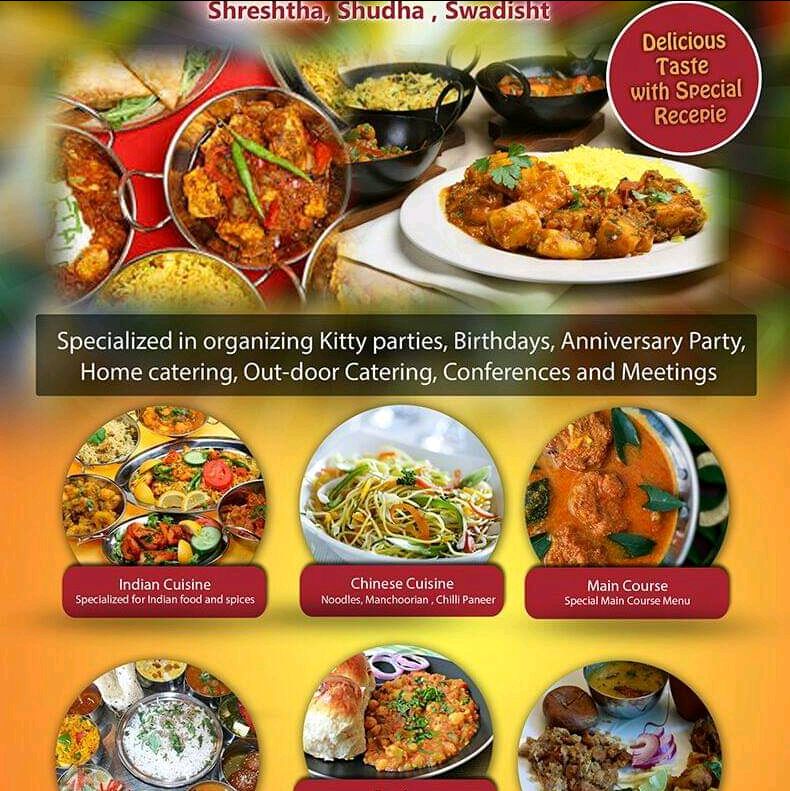 Shreshtha, Shudha , Swadisht
Delicious
Taste
with Special
Recepie
Specialized in organizing Kitty parties, Birthdays, Anniversary Party,
Home catering, Out-door Catering, Conferences and Meetings
Indian Cuisine
Specialized for Indian food and spices
Chinese Cuisine
Noodles, Manchoorian , Chilli Paneer
Main Course
Special Main Course Menu